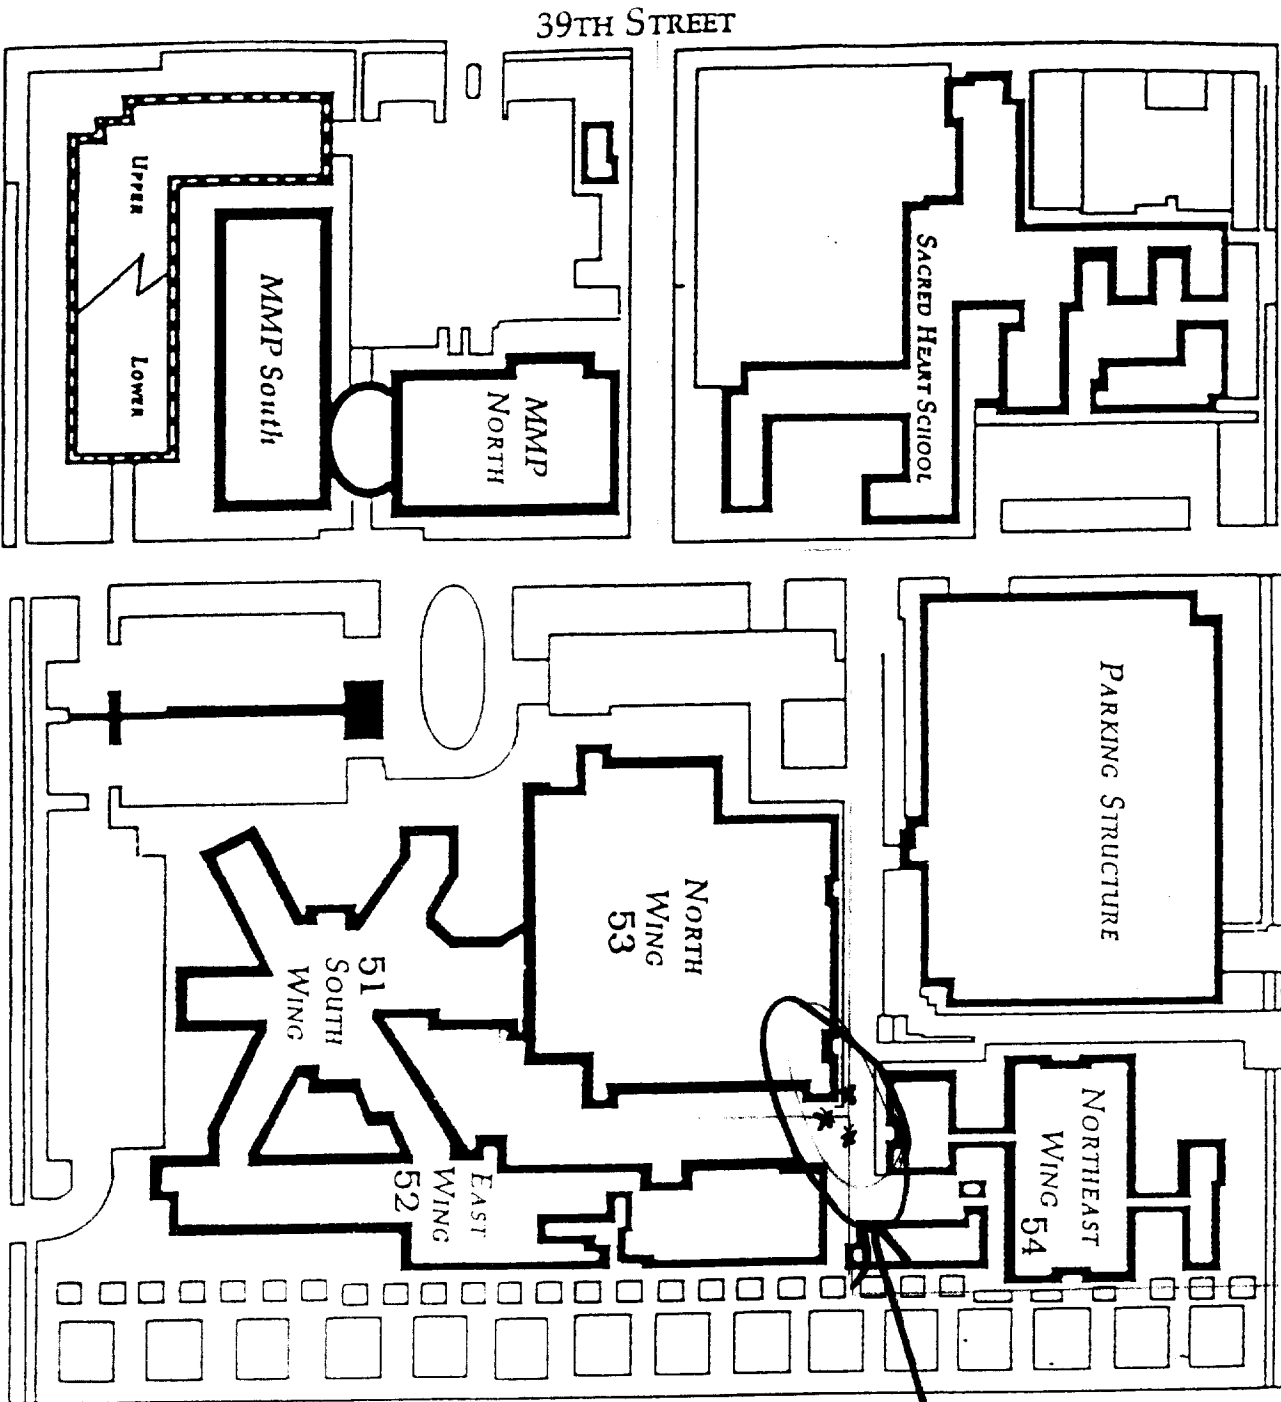 39TH STREET
UPPER
LOWER
MMP SOUTH
MMP
NORTH
SACRED HEART SCHOOL
PARKING STRUCTURE
NORTH
WING
53
51
SOUTH
WING
EAST
WING
52
NORTHEAST
WING
54